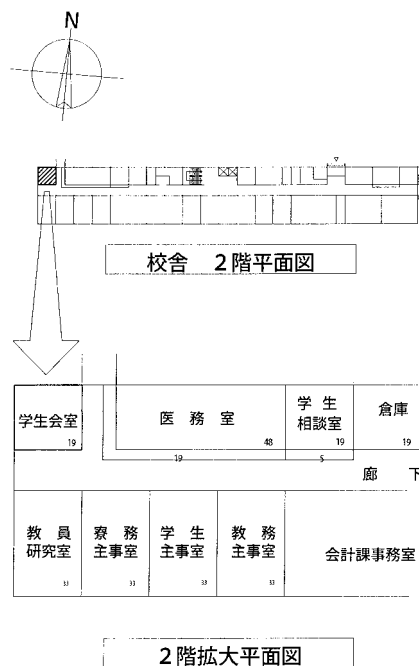 N
校舎 2階平面図
学生会室
19
医務室
48
学生
相談室
19
倉庫
19
19
5
廊 下
教員
研究室
33
寮務
主事室
33
学生
主事室
33
教務
主事室
33
会計課事務室
2階拡大平面図